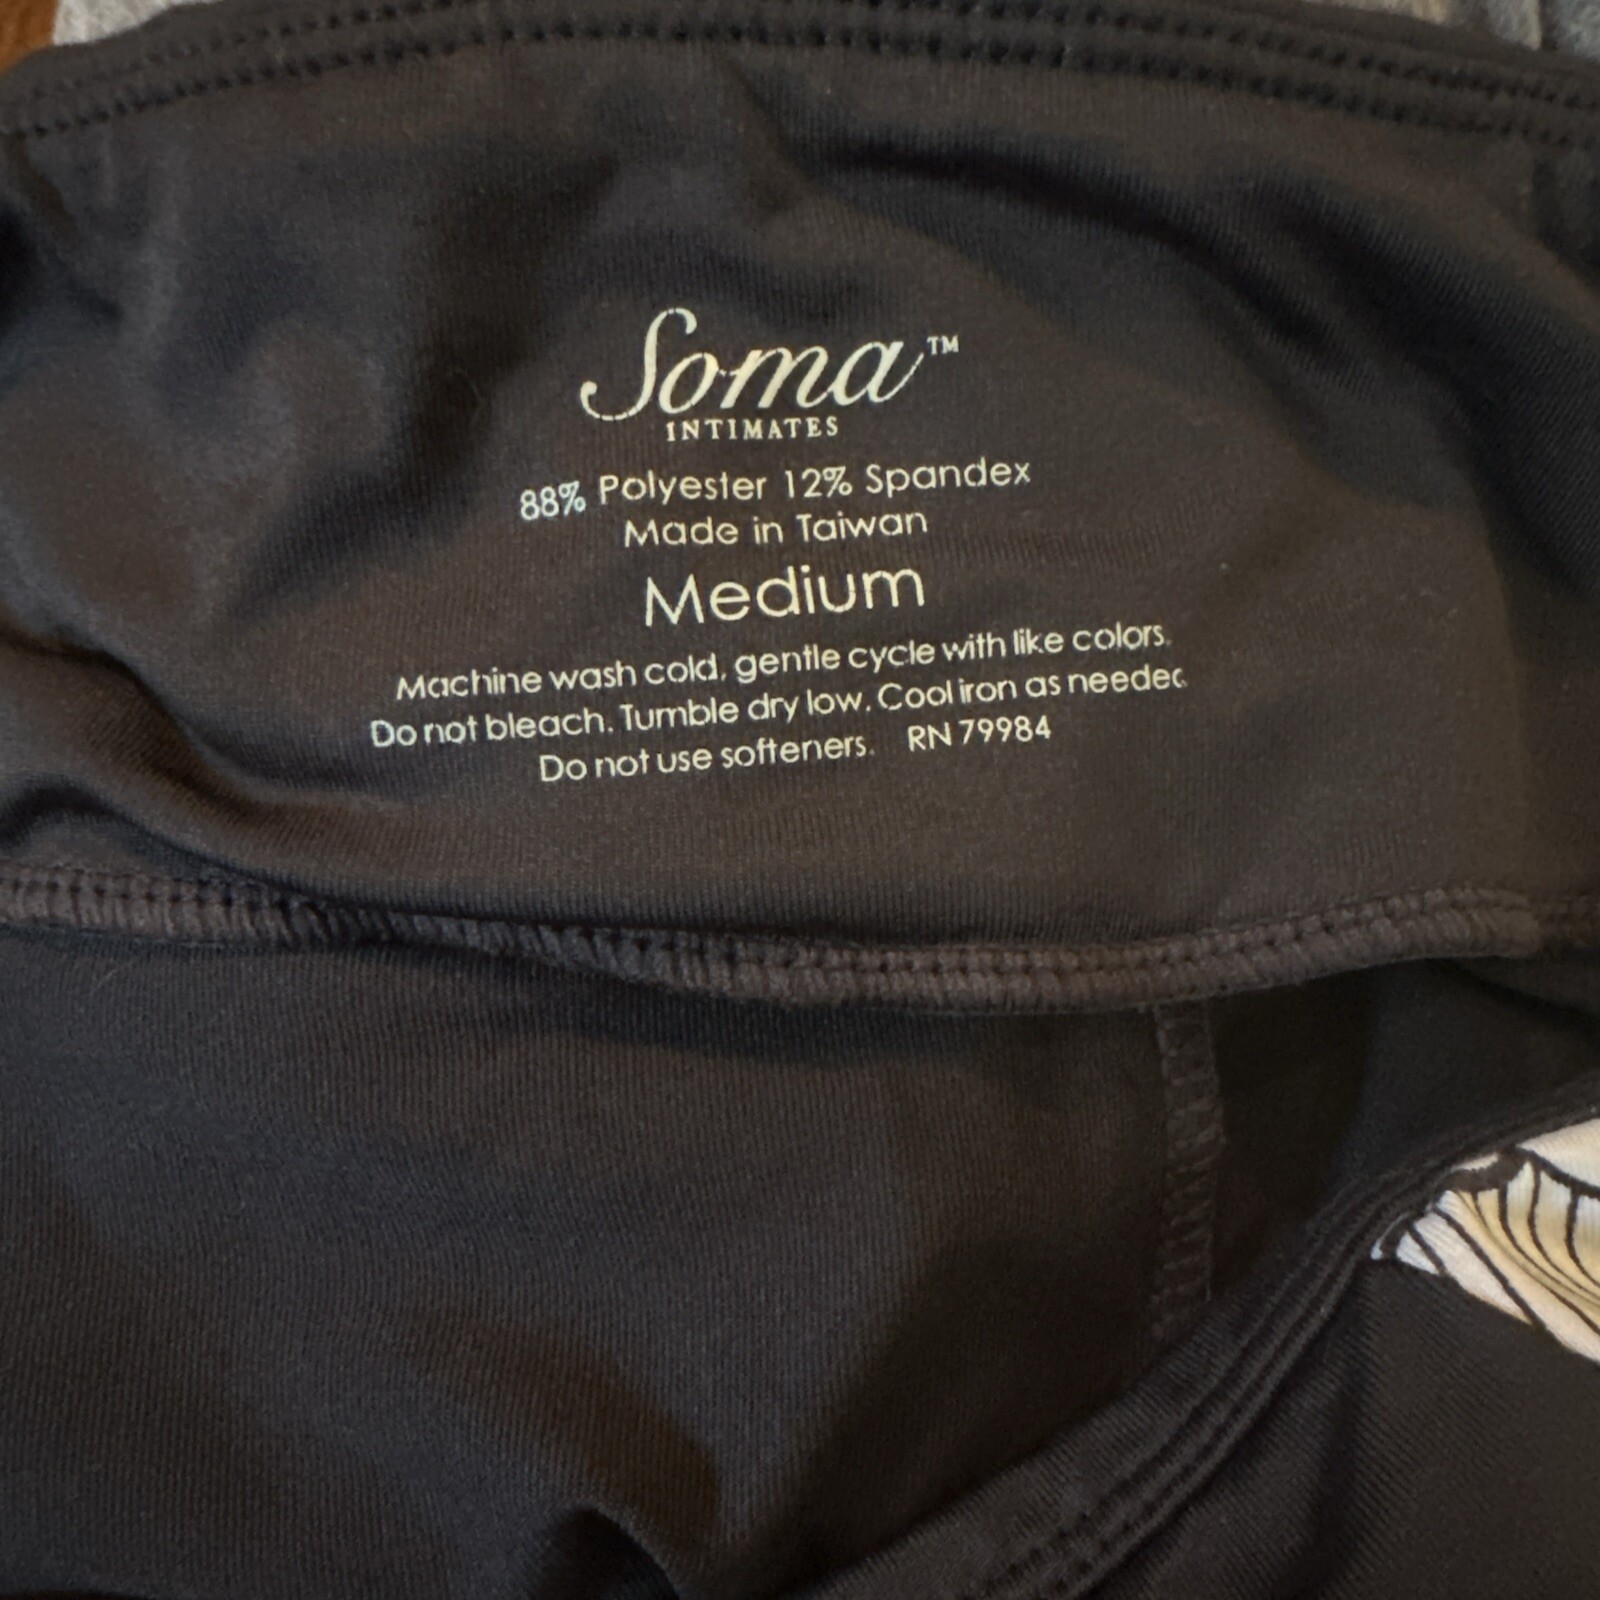 Soma™
INTIMATES
88% Polyester 12% Spandex
Made in Taiwan
Medium
Machine wash cold, gentle cycle with like colors.
Do not bleach. Tumble dry low. Cool iron as needed
Do not use softeners. RN 79984